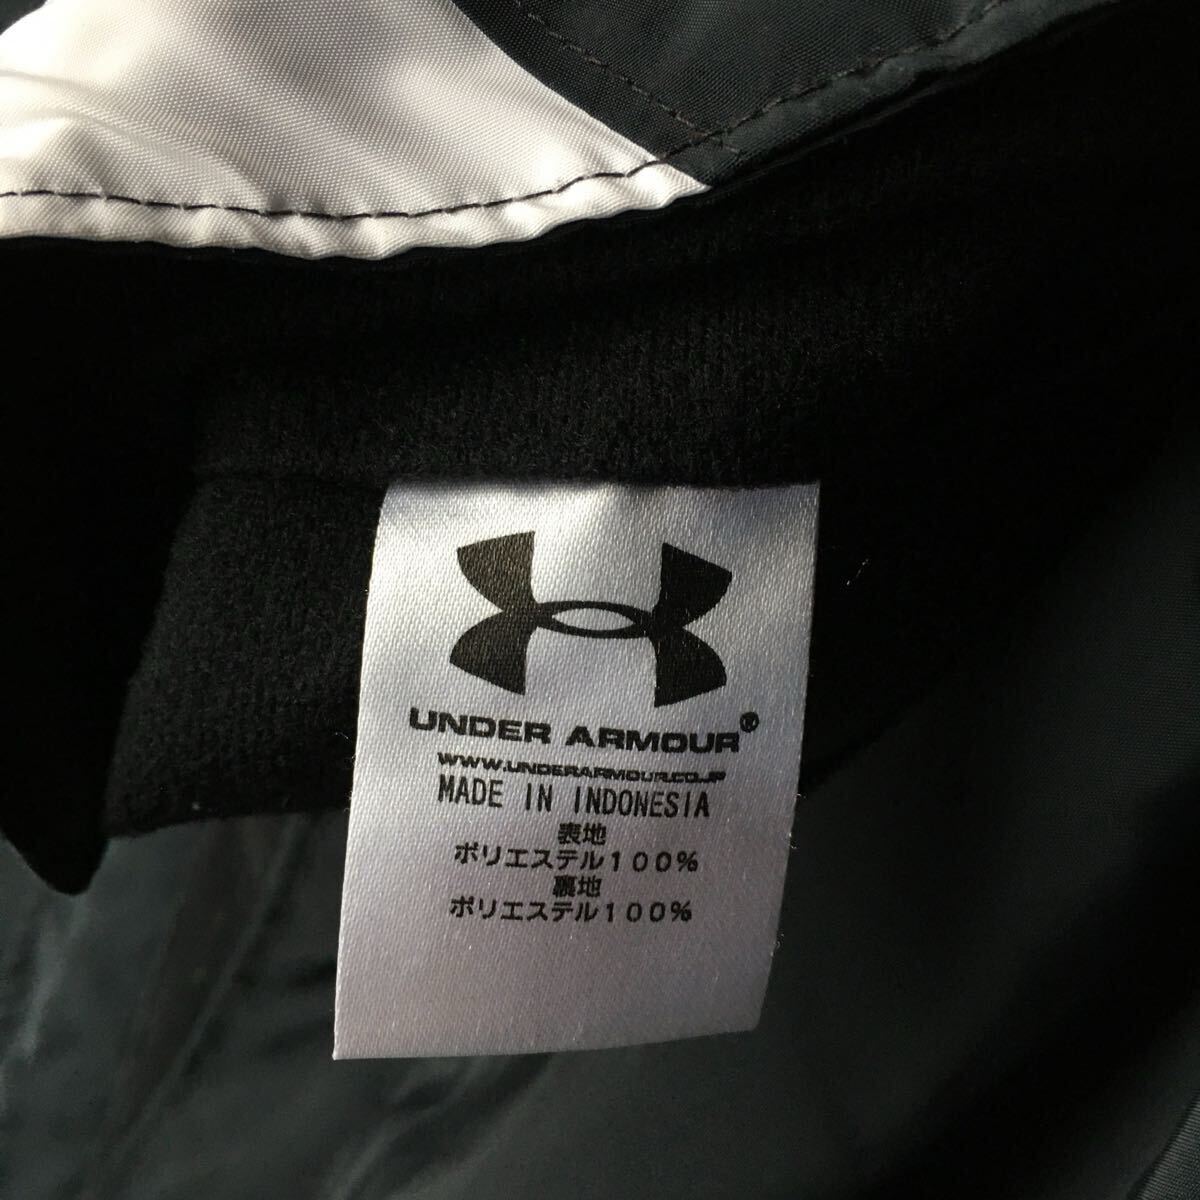 UNDER ARMOUR®
WWW.UNDERARMOUR.CO.JP
MADE IN INDONESIA
表地
ポリエステル100%
裏地
ポリエステル100%